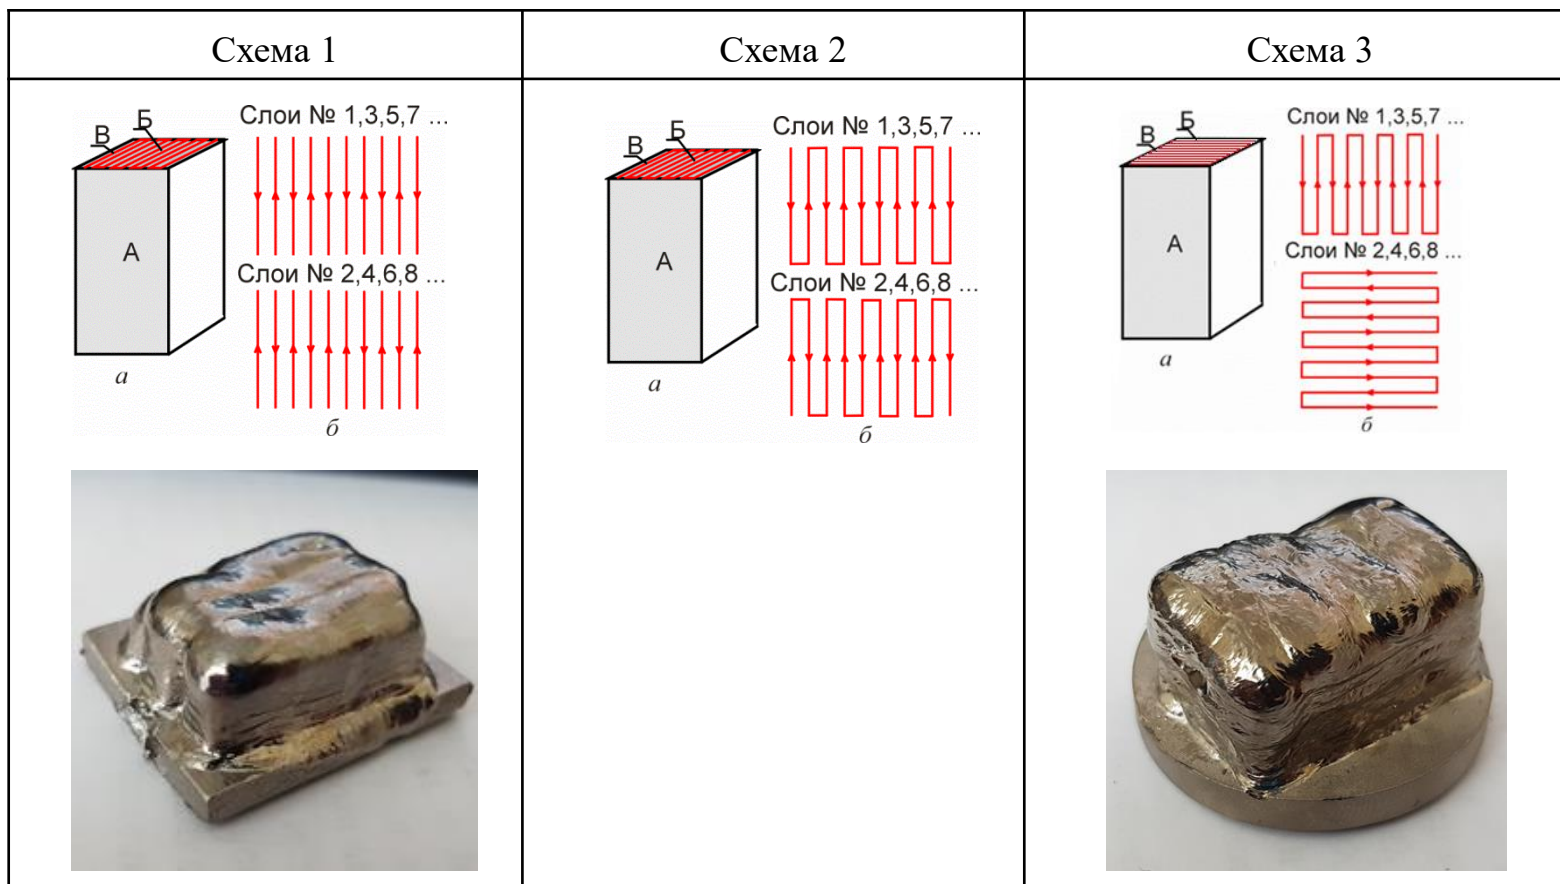 Схема 1
Схема 2
Схема 3
В
Б
А
а
Слои № 1,3,5,7 ...
Слои № 2,4,6,8 ...
б
В
Б
А
а
Слои № 1,3,5,7 ...
Слои № 2,4,6,8 ...
б
В
Б
А
а
Слои № 1,3,5,7 ...
Слои № 2,4,6,8 ...
б